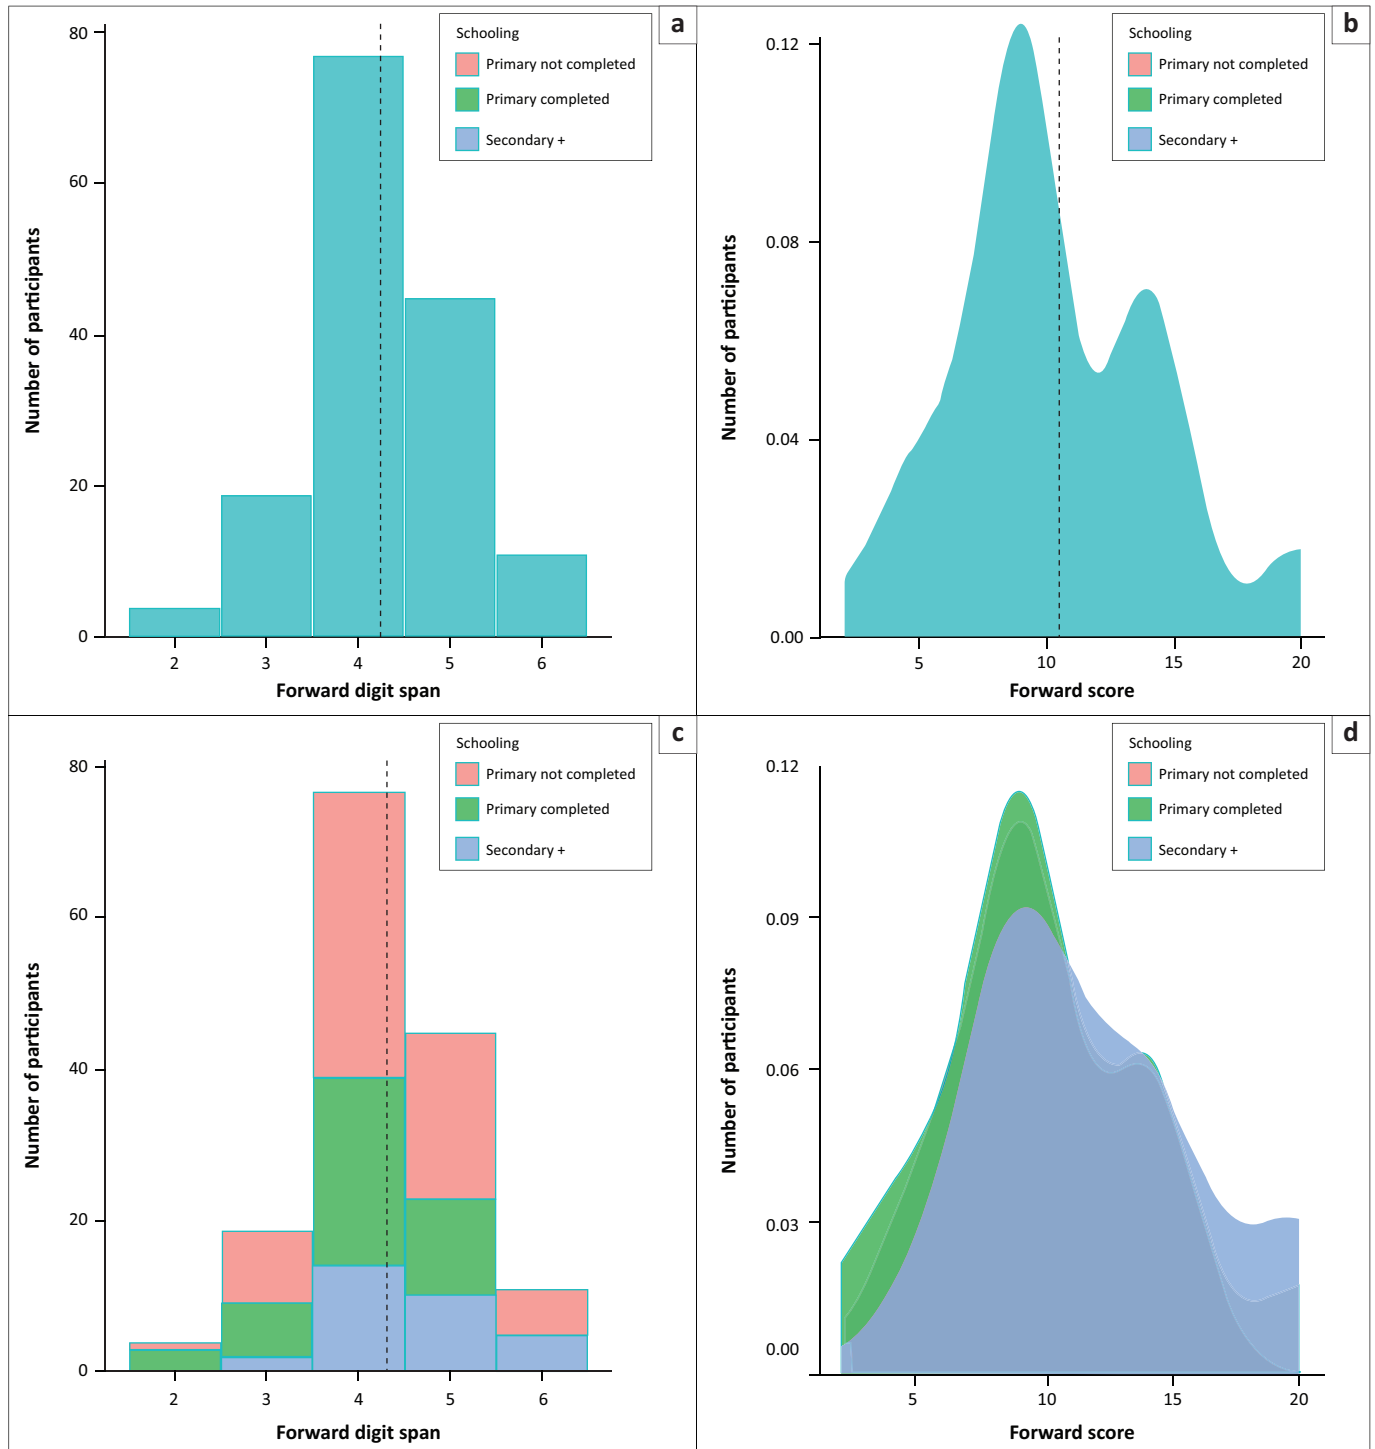 a
Schooling
Primary not completed
Primary completed
Secondary +
80
60
40
20
0
Number of participants
2 3 4 5 6
Forward digit span
b
Schooling
Primary not completed
Primary completed
Secondary +
0.12
0.08
0.04
0.00
Number of participants
5 10 15 20
Forward score
c
Schooling
Primary not completed
Primary completed
Secondary +
80
60
40
20
0
Number of participants
2 3 4 5 6
Forward digit span
d
Schooling
Primary not completed
Primary completed
Secondary +
0.12
0.09
0.06
0.03
0.00
Number of participants
5 10 15 20
Forward score